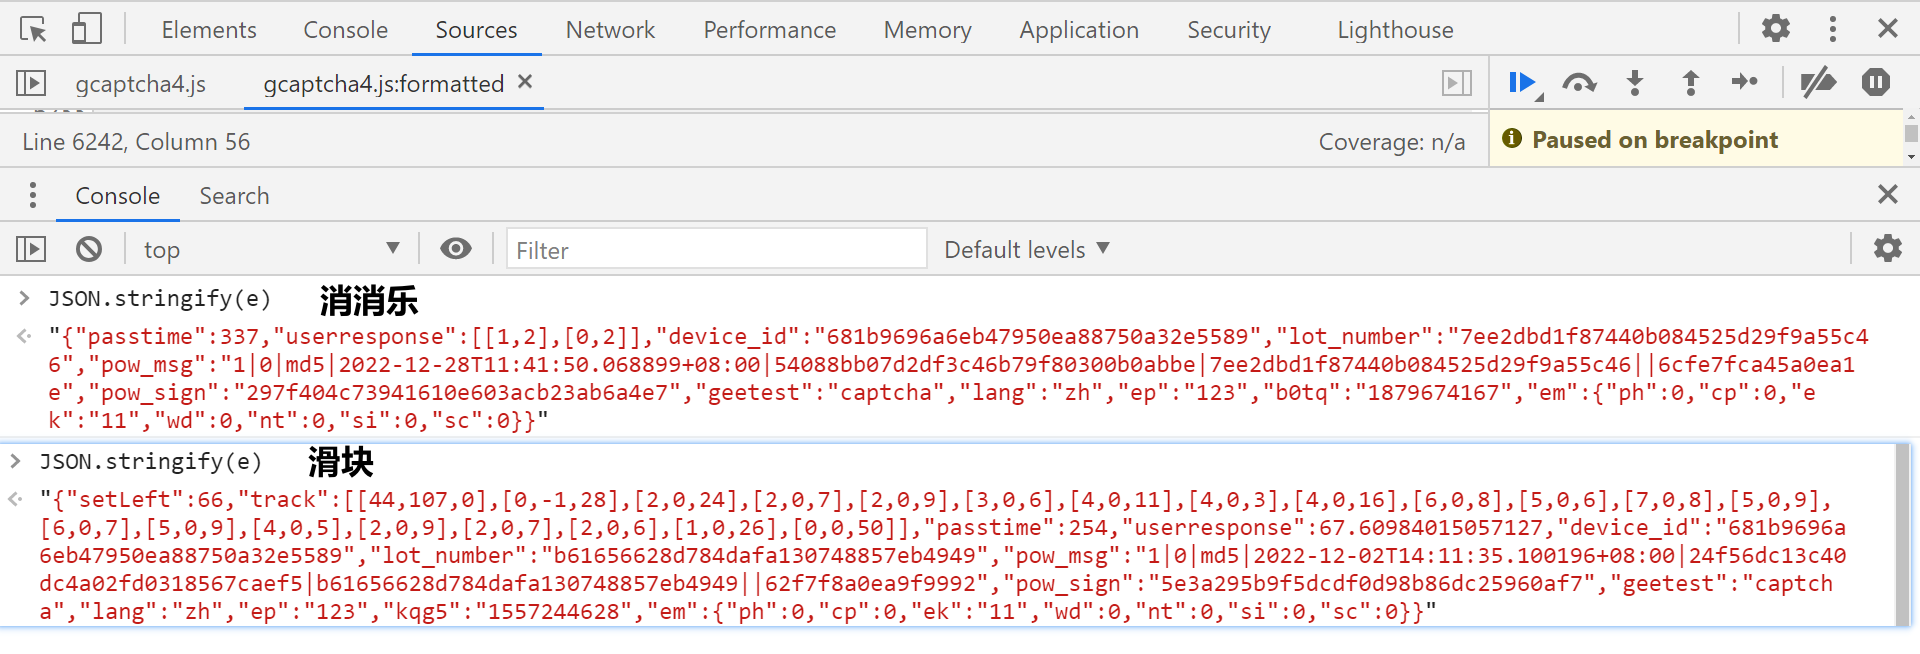 Elements Console Sources Network Performance Memory Application Security Lighthouse
gcaptcha4.js gcaptcha4.js:formatted
Line 6242, Column 56 Coverage: n/a Paused on breakpoint
Console Search
top Filter Default levels
JSON.stringify(e) 消消乐
"{"passtime":337,"userresponse":[[1,2],[0,2]],"device_id":"681b9696a6eb47950ea88750a32e5589","lot_number":"7ee2dbd1f87440b084525d29f9a55c4
6","pow_msg":"1|0|md5|2022-12-28T11:41:50.068899+08:00|54088bb07d2df3c46b79f80300b0abbe|7ee2dbd1f87440b084525d29f9a55c46||6cfe7fca45a0ea1
e","pow_sign":"297f404c73941610e603acb23ab6a4e7","geetest":"captcha","lang":"zh","ep":"123","b0tq":"1879674167","em":{"ph":0,"cp":0,"e
k":"11","wd":0,"nt":0,"si":0,"sc":0}}"
JSON.stringify(e) 滑块
"{"setLeft":66,"track":[[44,107,0],[0,-1,28],[2,0,24],[2,0,7],[2,0,9],[3,0,6],[4,0,11],[4,0,3],[4,0,16],[6,0,8],[5,0,6],[7,0,8],[5,0,9],
[6,0,7],[5,0,9],[4,0,5],[2,0,9],[2,0,7],[2,0,6],[1,0,26],[0,0,50]],"passtime":254,"userresponse":67.60984015057127,"device_id":"681b9696a
6eb47950ea88750a32e5589","lot_number":"b61656628d784dafa130748857eb4949","pow_msg":"1|0|md5|2022-12-02T14:11:35.100196+08:00|24f56dc13c40
dc4a02fd0318567caef5|b61656628d784dafa130748857eb4949||62f7f8a0ea9f9992","pow_sign":"5e3a295b9f5dcdf0d98b86dc25960af7","geetest":"captch
a","lang":"zh","ep":"123","kqg5":"1557244628","em":{"ph":0,"cp":0,"ek":"11","wd":0,"nt":0,"si":0,"sc":0}}"